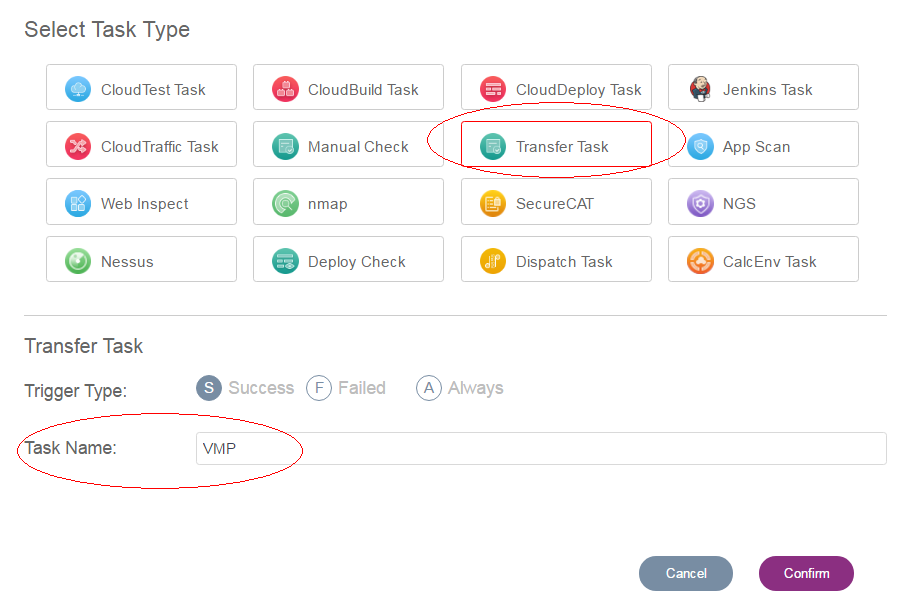 Select Task Type
CloudTest Task CloudBuild Task CloudDeploy Task Jenkins Task
CloudTraffic Task Manual Check Transfer Task App Scan
Web Inspect nmap SecureCAT NGS
Nessus Deploy Check Dispatch Task CalcEnv Task
Transfer Task
Trigger Type: S Success F Failed A Always
Task Name: VMP
Cancel Confirm